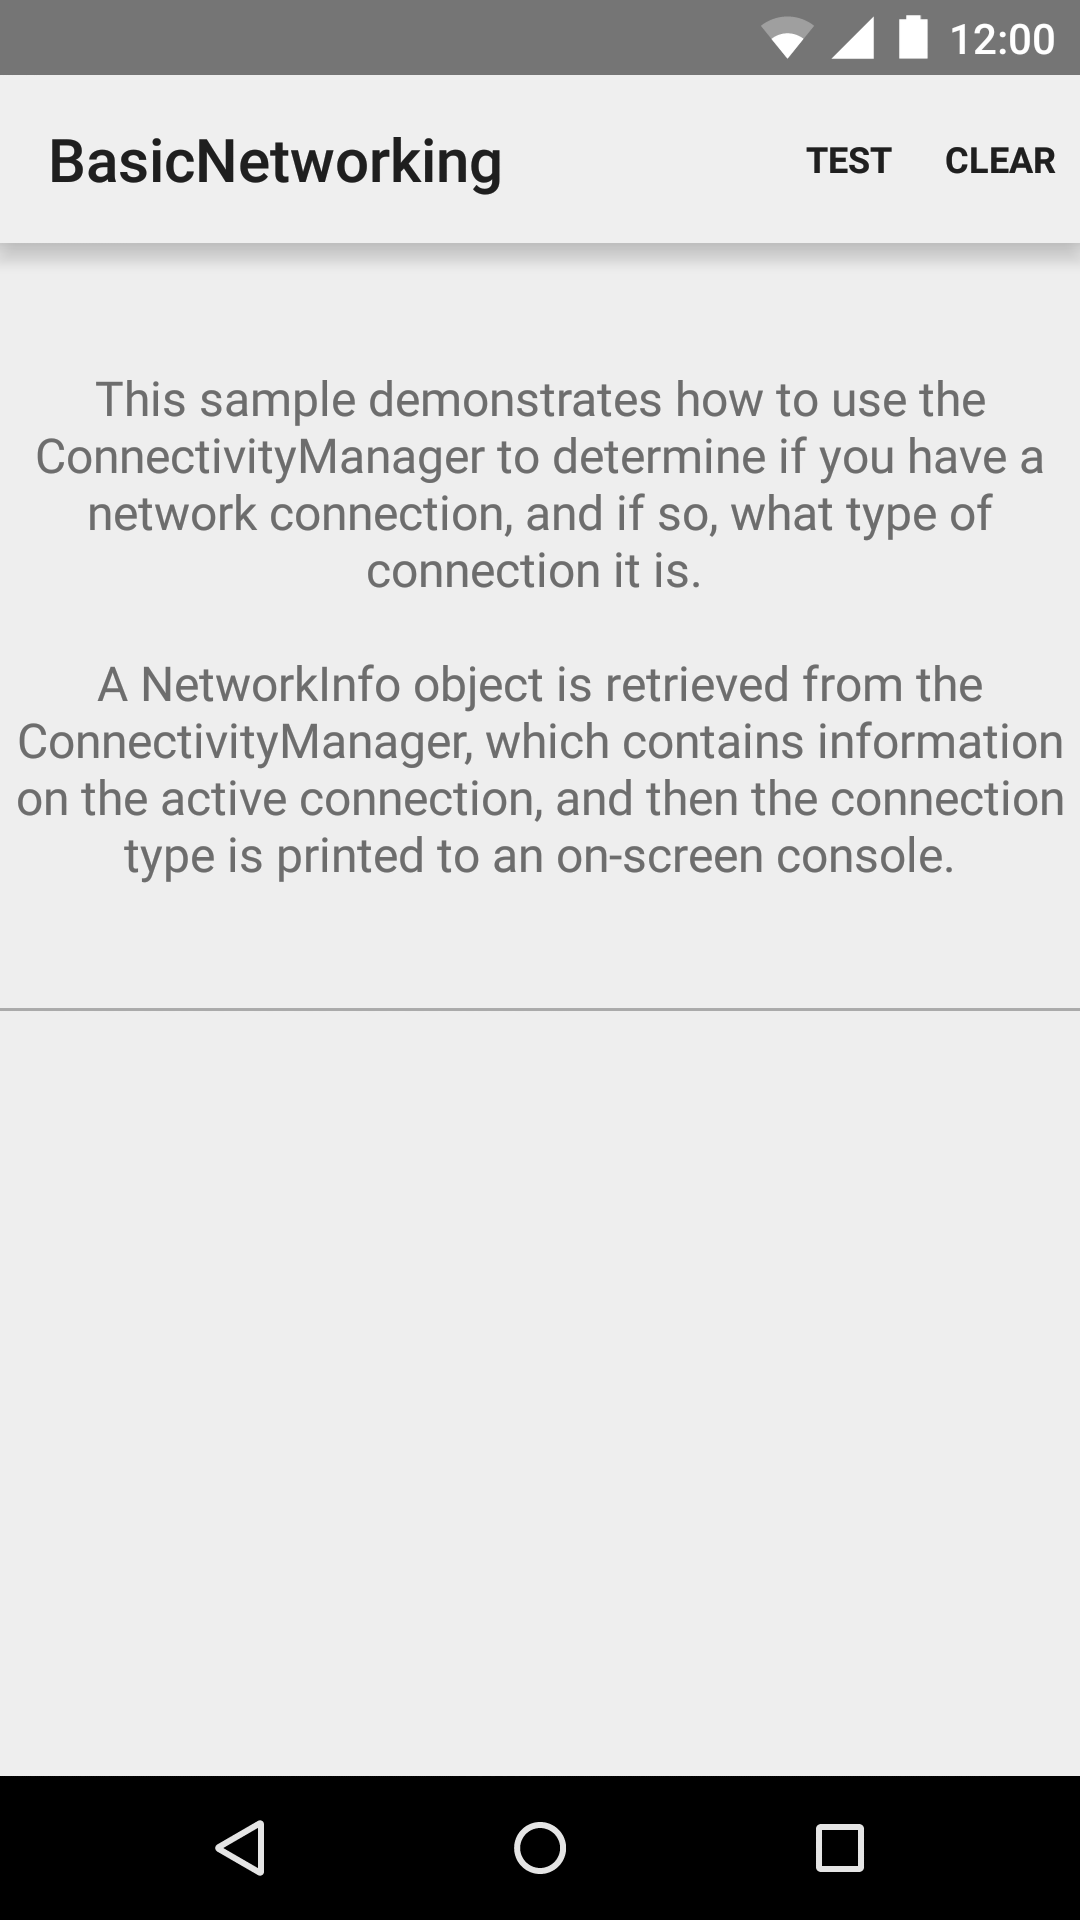 12:00
BasicNetworking TEST CLEAR
This sample demonstrates how to use the
ConnectivityManager to determine if you have a
network connection, and if so, what type of
connection it is.
A NetworkInfo object is retrieved from the
ConnectivityManager, which contains information
on the active connection, and then the connection
type is printed to an on-screen console.